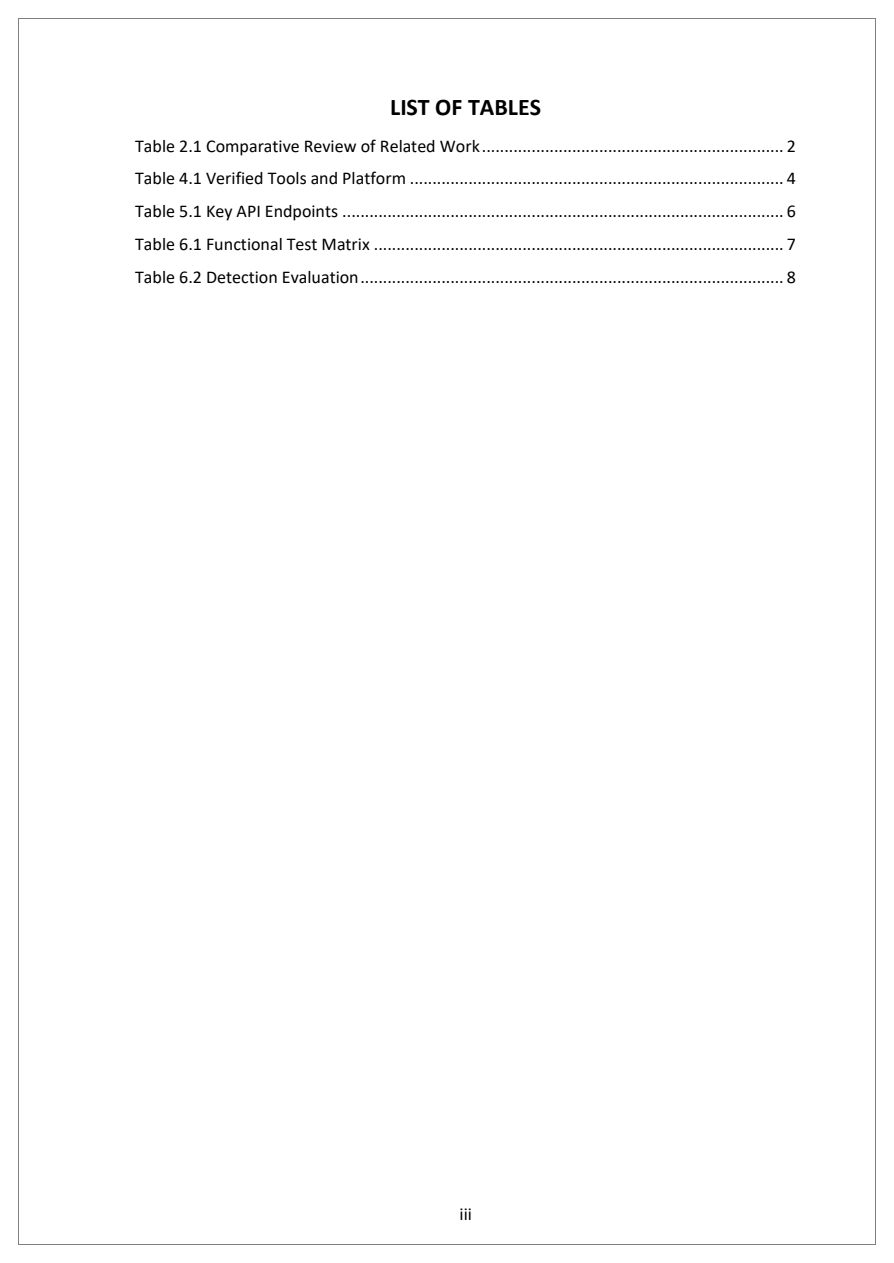 LIST OF TABLES
Table 2.1 Comparative Review of Related Work.................................................................... 2
Table 4.1 Verified Tools and Platform .................................................................................... 4
Table 5.1 Key API Endpoints ................................................................................................... 6
Table 6.1 Functional Test Matrix ............................................................................................ 7
Table 6.2 Detection Evaluation............................................................................................... 8
iii